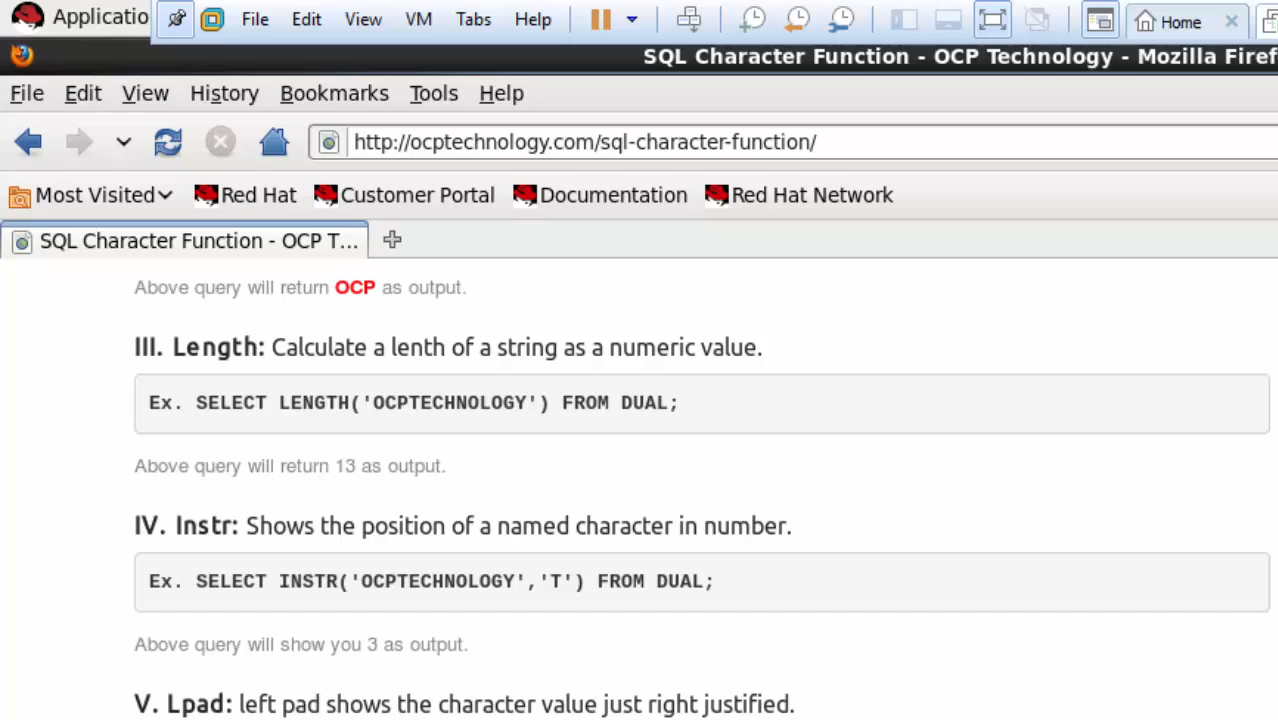 Applicatio File Edit View VM Tabs Help Home
SQL Character Function - OCP Technology - Mozilla Firef
File Edit View History Bookmarks Tools Help
http://ocptechnology.com/sql-character-function/
Most Visited Red Hat Customer Portal Documentation Red Hat Network
SQL Character Function - OCP T...
Above query will return OCP as output.
III. Length: Calculate a lenth of a string as a numeric value.
Ex. SELECT LENGTH('OCPTECHNOLOGY') FROM DUAL;
Above query will return 13 as output.
IV. Instr: Shows the position of a named character in number.
Ex. SELECT INSTR('OCPTECHNOLOGY','T') FROM DUAL;
Above query will show you 3 as output.
V. Lpad: left pad shows the character value just right justified.